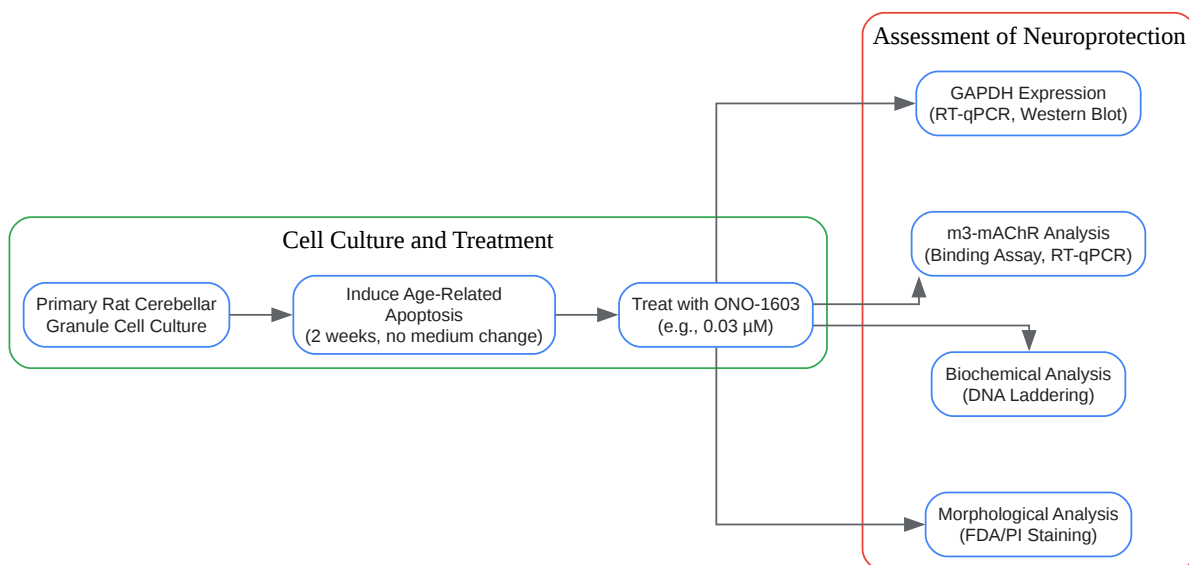 Assessment of Neuroprotection
GAPDH Expression
(RT-qPCR, Western Blot)
m3-mAChR Analysis
(Binding Assay, RT-qPCR)
Cell Culture and Treatment
Primary Rat Cerebellar
Granule Cell Culture
Induce Age-Related
Apoptosis
(2 weeks, no medium change)
Treat with ONO-1603
(e.g., 0.03 µM)
Biochemical Analysis
(DNA Laddering)
Morphological Analysis
(FDA/PI Staining)